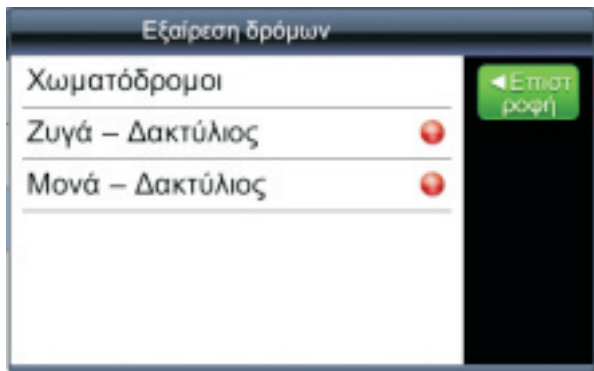 Εξαίρεση δρόμων
Χωματόδρομοι
◄Επιστ
ροφή
Ζυγά – Δακτύλιος
Μονά – Δακτύλιος